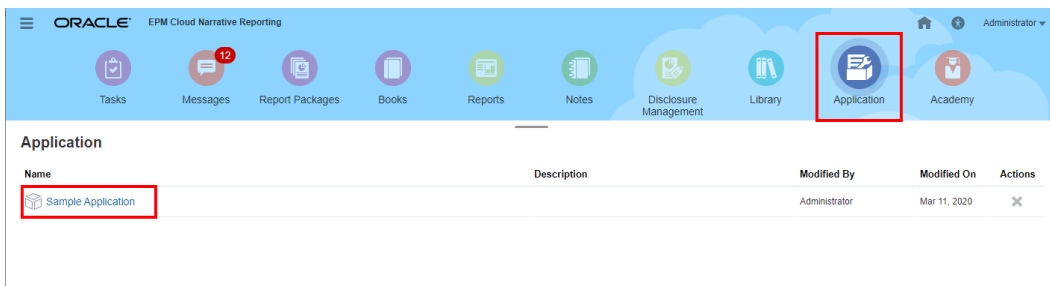 ORACLE® EPM Cloud Narrative Reporting Administrator
12
Tasks Messages Report Packages Books Reports Notes Disclosure Management Library Application Academy
Application
Name Description Modified By Modified On Actions
Sample Application Administrator Mar 11, 2020